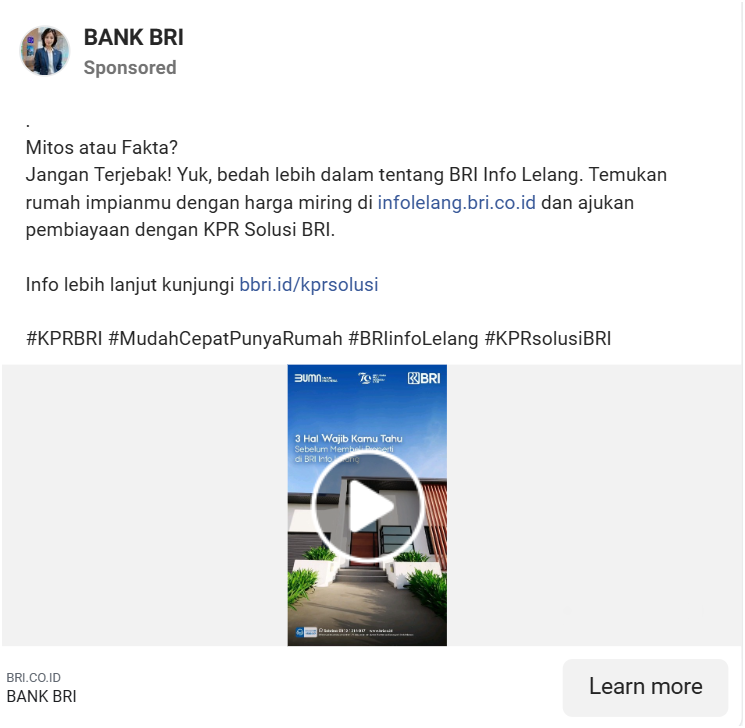 BANK BRI
Sponsored
.
Mitos atau Fakta?
Jangan Terjebak! Yuk, bedah lebih dalam tentang BRI Info Lelang. Temukan
rumah impianmu dengan harga miring di infolelang.bri.co.id dan ajukan
pembiayaan dengan KPR Solusi BRI.
Info lebih lanjut kunjungi bbri.id/kprsolusi
#KPRBRI #MudahCepatPunyaRumah #BRIinfoLelang #KPRsolusiBRI
BUMN
BRI
3 Hal Wajib Kamu Tahu
Sebelum Membeli Properti
di BRI Info Lelang
BRI.CO.ID
BANK BRI
Learn more